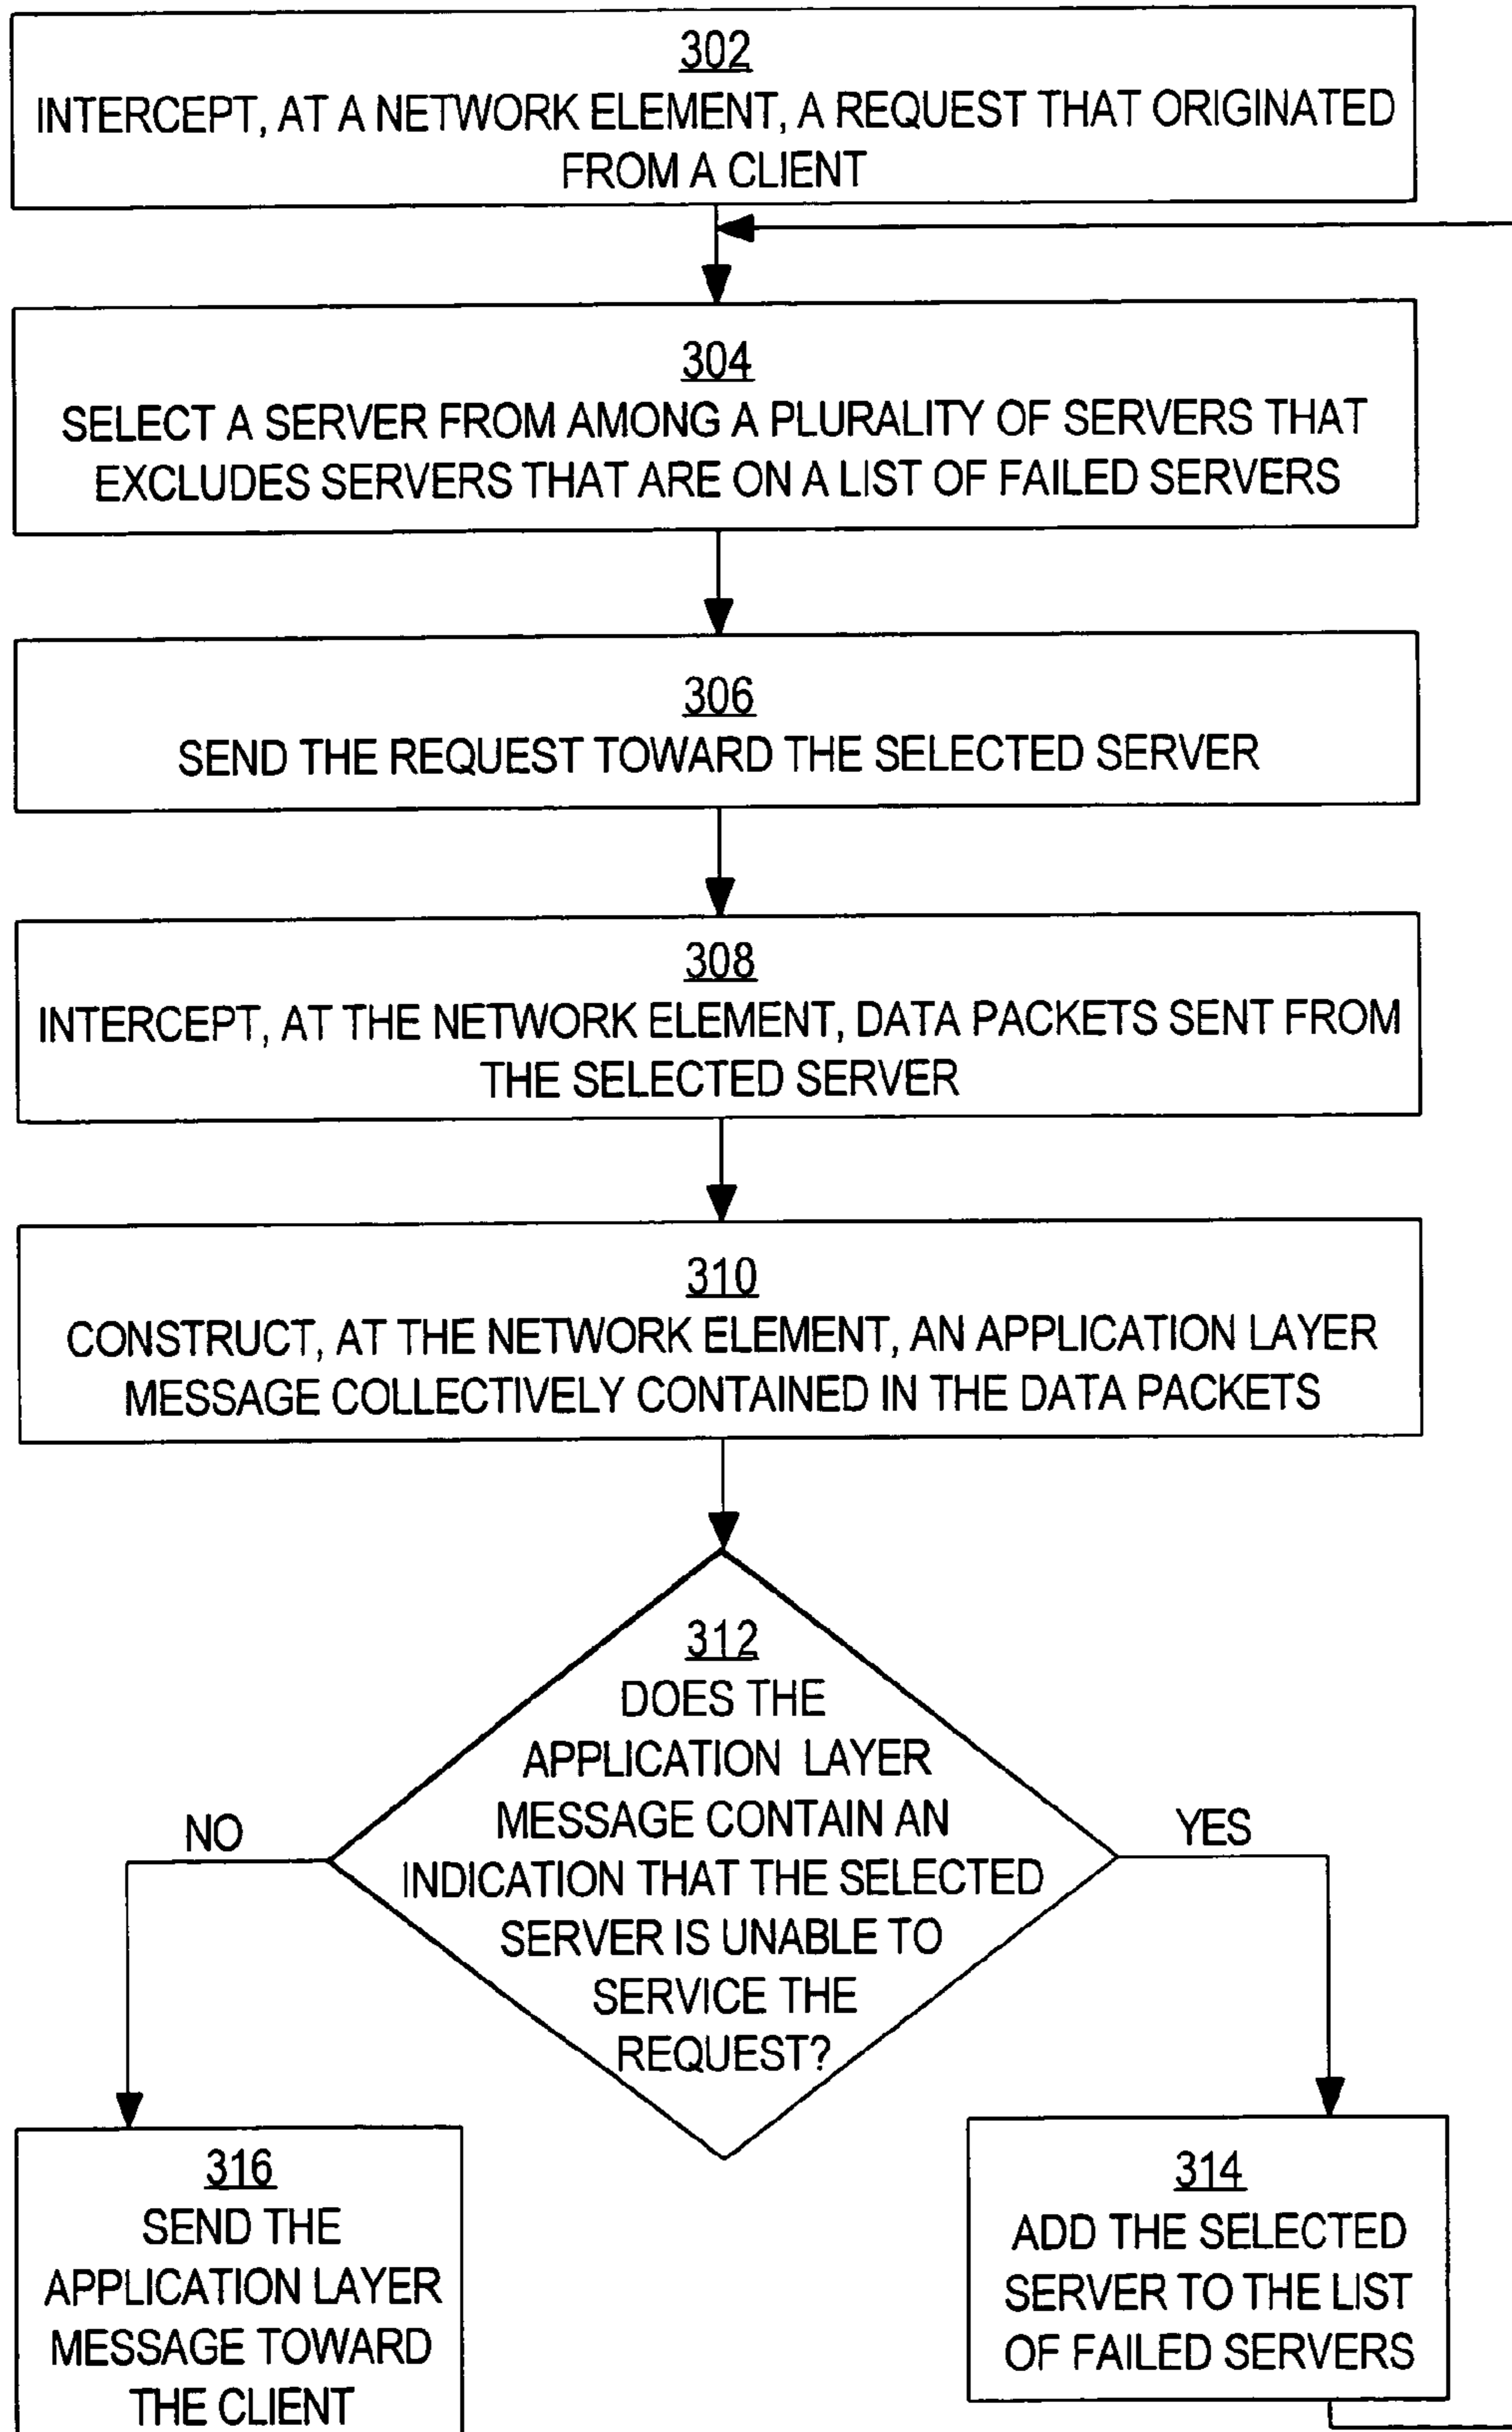 302
INTERCEPT, AT A NETWORK ELEMENT, A REQUEST THAT ORIGINATED
FROM A CLIENT
304
SELECT A SERVER FROM AMONG A PLURALITY OF SERVERS THAT
EXCLUDES SERVERS THAT ARE ON A LIST OF FAILED SERVERS
306
SEND THE REQUEST TOWARD THE SELECTED SERVER
308
INTERCEPT, AT THE NETWORK ELEMENT, DATA PACKETS SENT FROM
THE SELECTED SERVER
310
CONSTRUCT, AT THE NETWORK ELEMENT, AN APPLICATION LAYER
MESSAGE COLLECTIVELY CONTAINED IN THE DATA PACKETS
312
DOES THE
APPLICATION LAYER
MESSAGE CONTAIN AN
INDICATION THAT THE SELECTED
SERVER IS UNABLE TO
SERVICE THE
REQUEST?
NO
YES
316
SEND THE
APPLICATION LAYER
MESSAGE TOWARD
THE CLIENT
314
ADD THE SELECTED
SERVER TO THE LIST
OF FAILED SERVERS